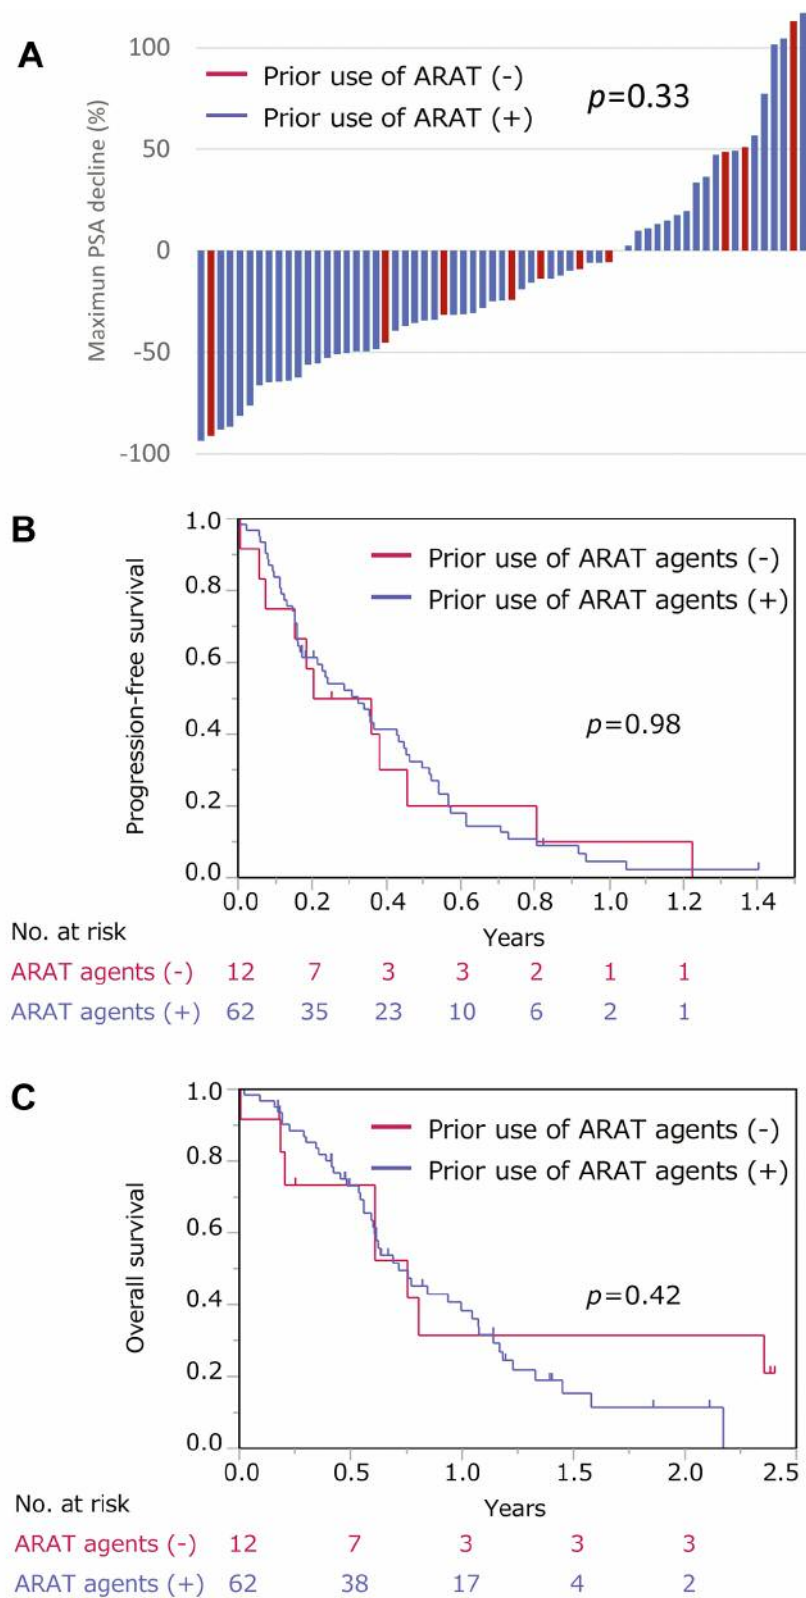 A
Maximun PSA decline (%)
100
50
0
-50
-100
Prior use of ARAT (-)
Prior use of ARAT (+)
p=0.33
B
Progression-free survival
1.0
0.8
0.6
0.4
0.2
0.0
Prior use of ARAT agents (-)
Prior use of ARAT agents (+)
p=0.98
0.0 0.2 0.4 0.6 0.8 1.0 1.2 1.4
Years
No. at risk
ARAT agents (-) 12 7 3 3 2 1 1
ARAT agents (+) 62 35 23 10 6 2 1
C
Overall survival
1.0
0.8
0.6
0.4
0.2
0.0
Prior use of ARAT agents (-)
Prior use of ARAT agents (+)
p=0.42
0.0 0.5 1.0 1.5 2.0 2.5
Years
No. at risk
ARAT agents (-) 12 7 3 3 3
ARAT agents (+) 62 38 17 4 2